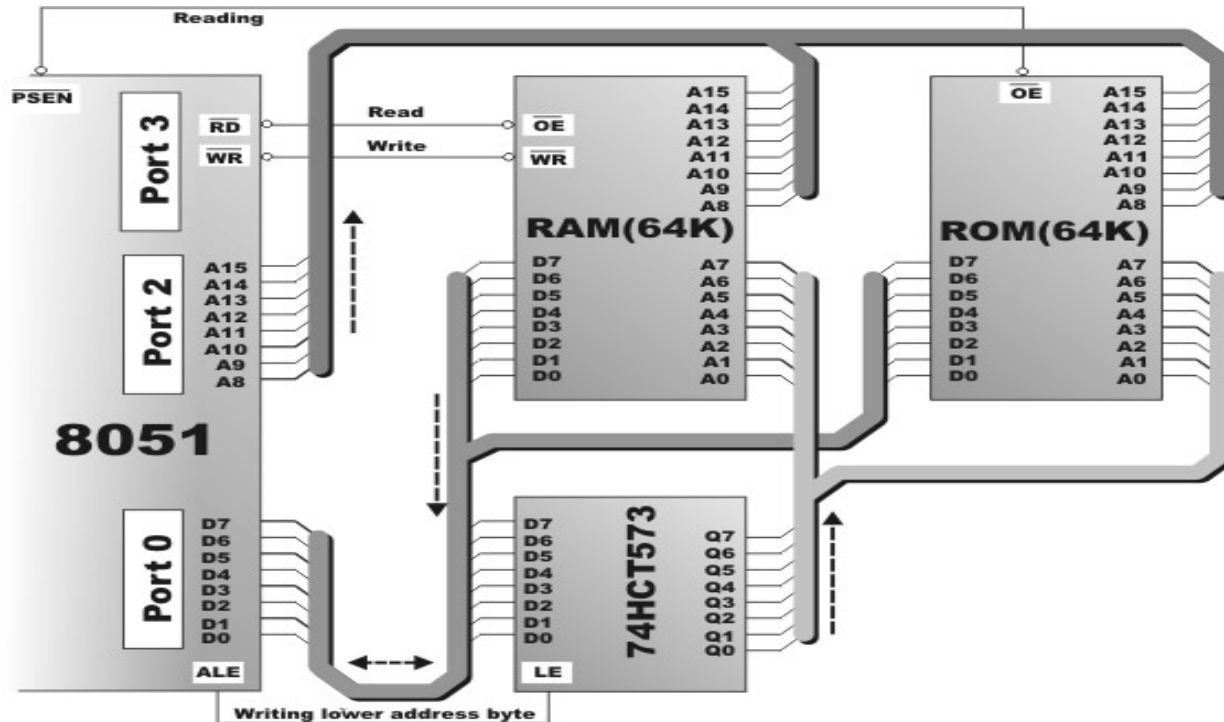 Reading
PSEN
Port 3
RD
WR
Read
Write
OE
WR
A15
A14
A13
A12
A11
A10
A9
A8
RAM(64K)
D7
D6
D5
D4
D3
D2
D1
D0
A7
A6
A5
A4
A3
A2
A1
A0
OE
A15
A14
A13
A12
A11
A10
A9
A8
ROM(64K)
D7
D6
D5
D4
D3
D2
D1
D0
A7
A6
A5
A4
A3
A2
A1
A0
Port 2
A15
A14
A13
A12
A11
A10
A9
A8
8051
Port 0
D7
D6
D5
D4
D3
D2
D1
D0
ALE
D7
D6
D5
D4
D3
D2
D1
D0
LE
74HCT573
Q7
Q6
Q5
Q4
Q3
Q2
Q1
Q0
Writing lower address byte